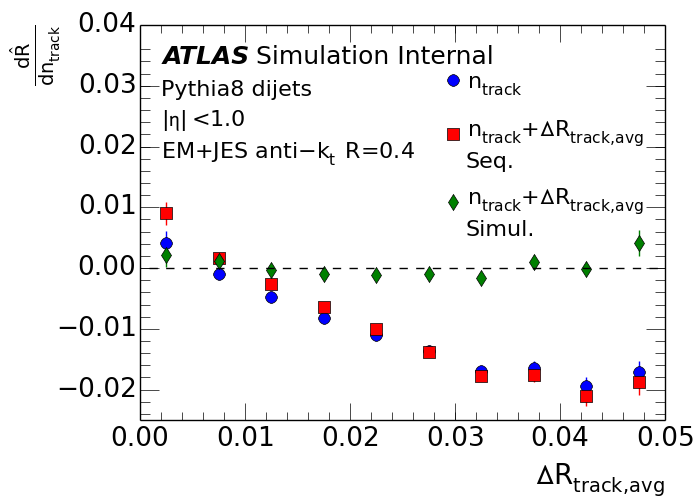 dR̂
dn_track
0.04
ATLAS Simulation Internal
0.03
Pythia8 dijets
n_track
|η| <1.0
0.02
n_track+ΔR_track,avg
EM+JES anti−k_t R=0.4
Seq.
0.01
n_track+ΔR_track,avg
Simul.
0.00
−0.01
−0.02
0.00 0.01 0.02 0.03 0.04 0.05
ΔR_track,avg